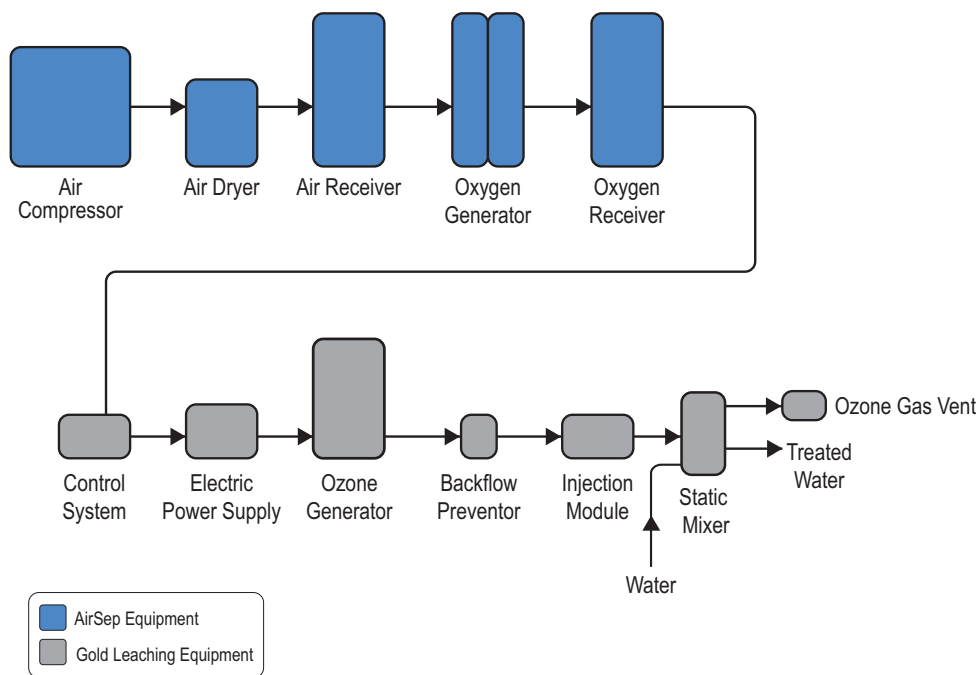 Air
Compressor
Air Dryer
Air Receiver
Oxygen
Generator
Oxygen
Receiver
Control
System
Electric
Power Supply
Ozone
Generator
Backflow
Preventor
Injection
Module
Static
Mixer
Ozone Gas Vent
Treated
Water
Water
AirSep Equipment
Gold Leaching Equipment